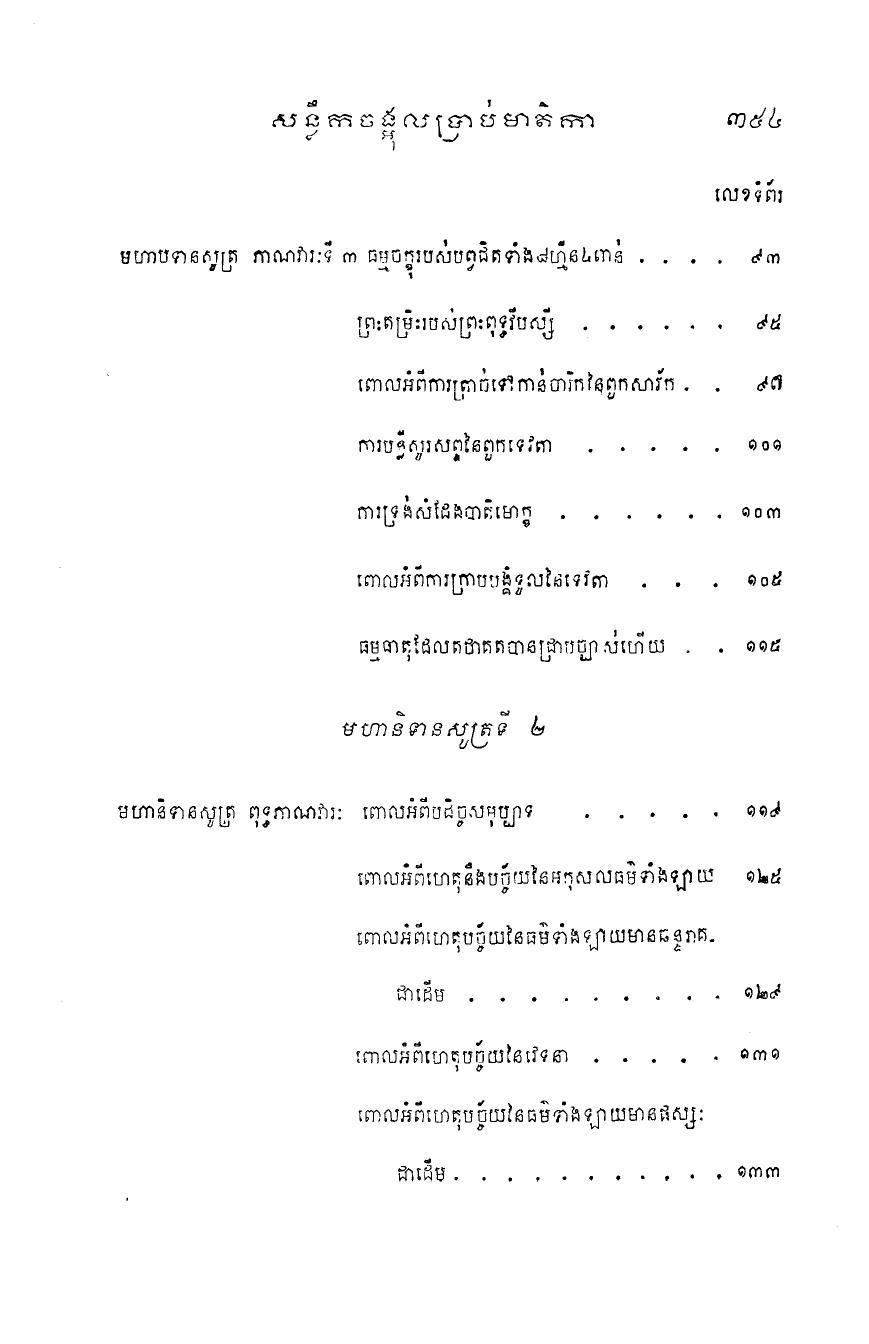 សន្លឹកចង្អុលប្រាប់មាតិកា ៣៥៤
លេខទំព័រ
មហាបទានសូត្រ ភាណវារៈទី ៣ ធម្មចក្ខុរបស់បព្វជិតទាំង៨ហ្មឺន៤ពាន់ . . . . ៩៣
ព្រះតម្រិះរបស់ព្រះពុទ្ធវិបស្សី . . . . . . ៩៥
ពោលអំពីការត្រាច់ទៅកាន់ចារិកនៃពួកសាវ័ក . . ៩៧
ការបន្លឺសូរសព្ទនៃពួកទេវតា . . . . . ១០១
ការទ្រង់សំដែងបាតិមោក្ខ . . . . . . ១០៣
ពោលអំពីការក្រាបបង្គំទូលនៃទេវតា . . . ១០៥
ធម្មធាតុដែលតថាគតបានជ្រាបច្បាស់ហើយ . . ១១៥
មហានិទានសូត្រទី ២
មហានិទានសូត្រ ពុទ្ធភាណវារៈ ពោលអំពីបដិច្ចសមុប្បាទ . . . . . ១១៩
ពោលអំពីហេតុនឹងបច្ច័យនៃអកុសលធម៌ទាំងឡាយ ១២៥
ពោលអំពីហេតុបច្ច័យនៃធម៌ទាំងឡាយមានឆន្ទរាគ-
ជាដើម . . . . . . . . . ១២៩
ពោលអំពីហេតុបច្ច័យនៃវេទនា . . . . . ១៣១
ពោលអំពីហេតុបច្ច័យនៃធម៌ទាំងឡាយមានផស្សៈ
ជាដើម . . . . . . . . . . . ១៣៣